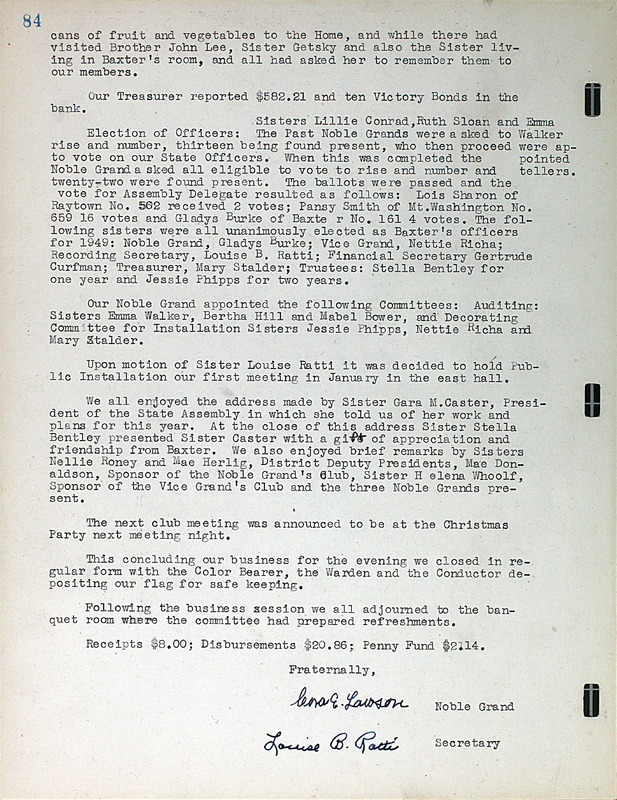 84
cans of fruit and vegetables to the Home, and while there had
visited Brother John Lee, Sister Getsky and also the Sister liv-
ing in Baxter's room, and all had asked her to remember them to
our members.
Our Treasurer reported $582.21 and ten Victory Bonds in the
bank.
.Sisters Lillie Conrad,Ruth Sloan and Emma
Election of Officers: The Past Noble Grands were asked to Walker
rise and number, thirteen being found present, who then proceed were ap-
to vote on our State Officers. When this was completed the pointed
Noble Grand asked all eligible to vote to rise and number and tellers.
twenty-two were found present. The ballots were passed and the
vote for Assembly Delegate resulted as follows: Lois Sharon of
Raytown No. 562 received 2 votes; Pansy Smith of Mt.Washington No.
659 16 votes and Gladys Burke of Baxte r No. 161 4 votes. The fol-
lowing sisters were all unanimously elected as Baxter's officers
for 1949: Noble Grand, Gladys Burke; Vice Grand, Nettie Richa;
Recording Secretary, Louise B. Ratti; Financial Secretary Gertrude
Curfman; Treasurer, Mary Stalder; Trustees: Stella Bentley for
one year and Jessie Phipps for two years.
Our Noble Grand appointed the following Committees: Auditing:
Sisters Emma Walker, Bertha Hill and Mabel Bower, and Decorating
Committee for Installation Sisters Jessie Phipps, Nettie Richa and
Mary Stalder.
Upon motion of Sister Louise Ratti it was decided to hold Pub-
lic Installation our first meeting in January in the east hall.
We all enjoyed the address made by Sister Gara M.Caster, Presi-
dent of the State Assembly in which she told us of her work and
plans for this year. At the close of this address Sister Stella
Bentley presented Sister Caster with a gift of appreciation and
friendship from Baxter. We also enjoyed brief remarks by Sisters
Nellie Roney and Mae Herlig, District Deputy Presidents, Mae Don-
aldson, Sponsor of the Noble Grand's Club, Sister H elena Whoolf,
Sponsor of the Vice Grand's Club and the three Noble Grands pre-
sent.
The next club meeting was announced to be at the Christmas
Party next meeting night.
This concluding our business for the evening we closed in re-
gular form with the Color Bearer, the Warden and the Conductor de-
positing our flag for safe keeping.
Following the business session we all adjourned to the ban-
quet room where the committee had prepared refreshments.
Receipts $8.00; Disbursements $20.86; Penny Fund $2.14.
Fraternally,
E. Lawson Noble Grand
Louise B. Ratti Secretary